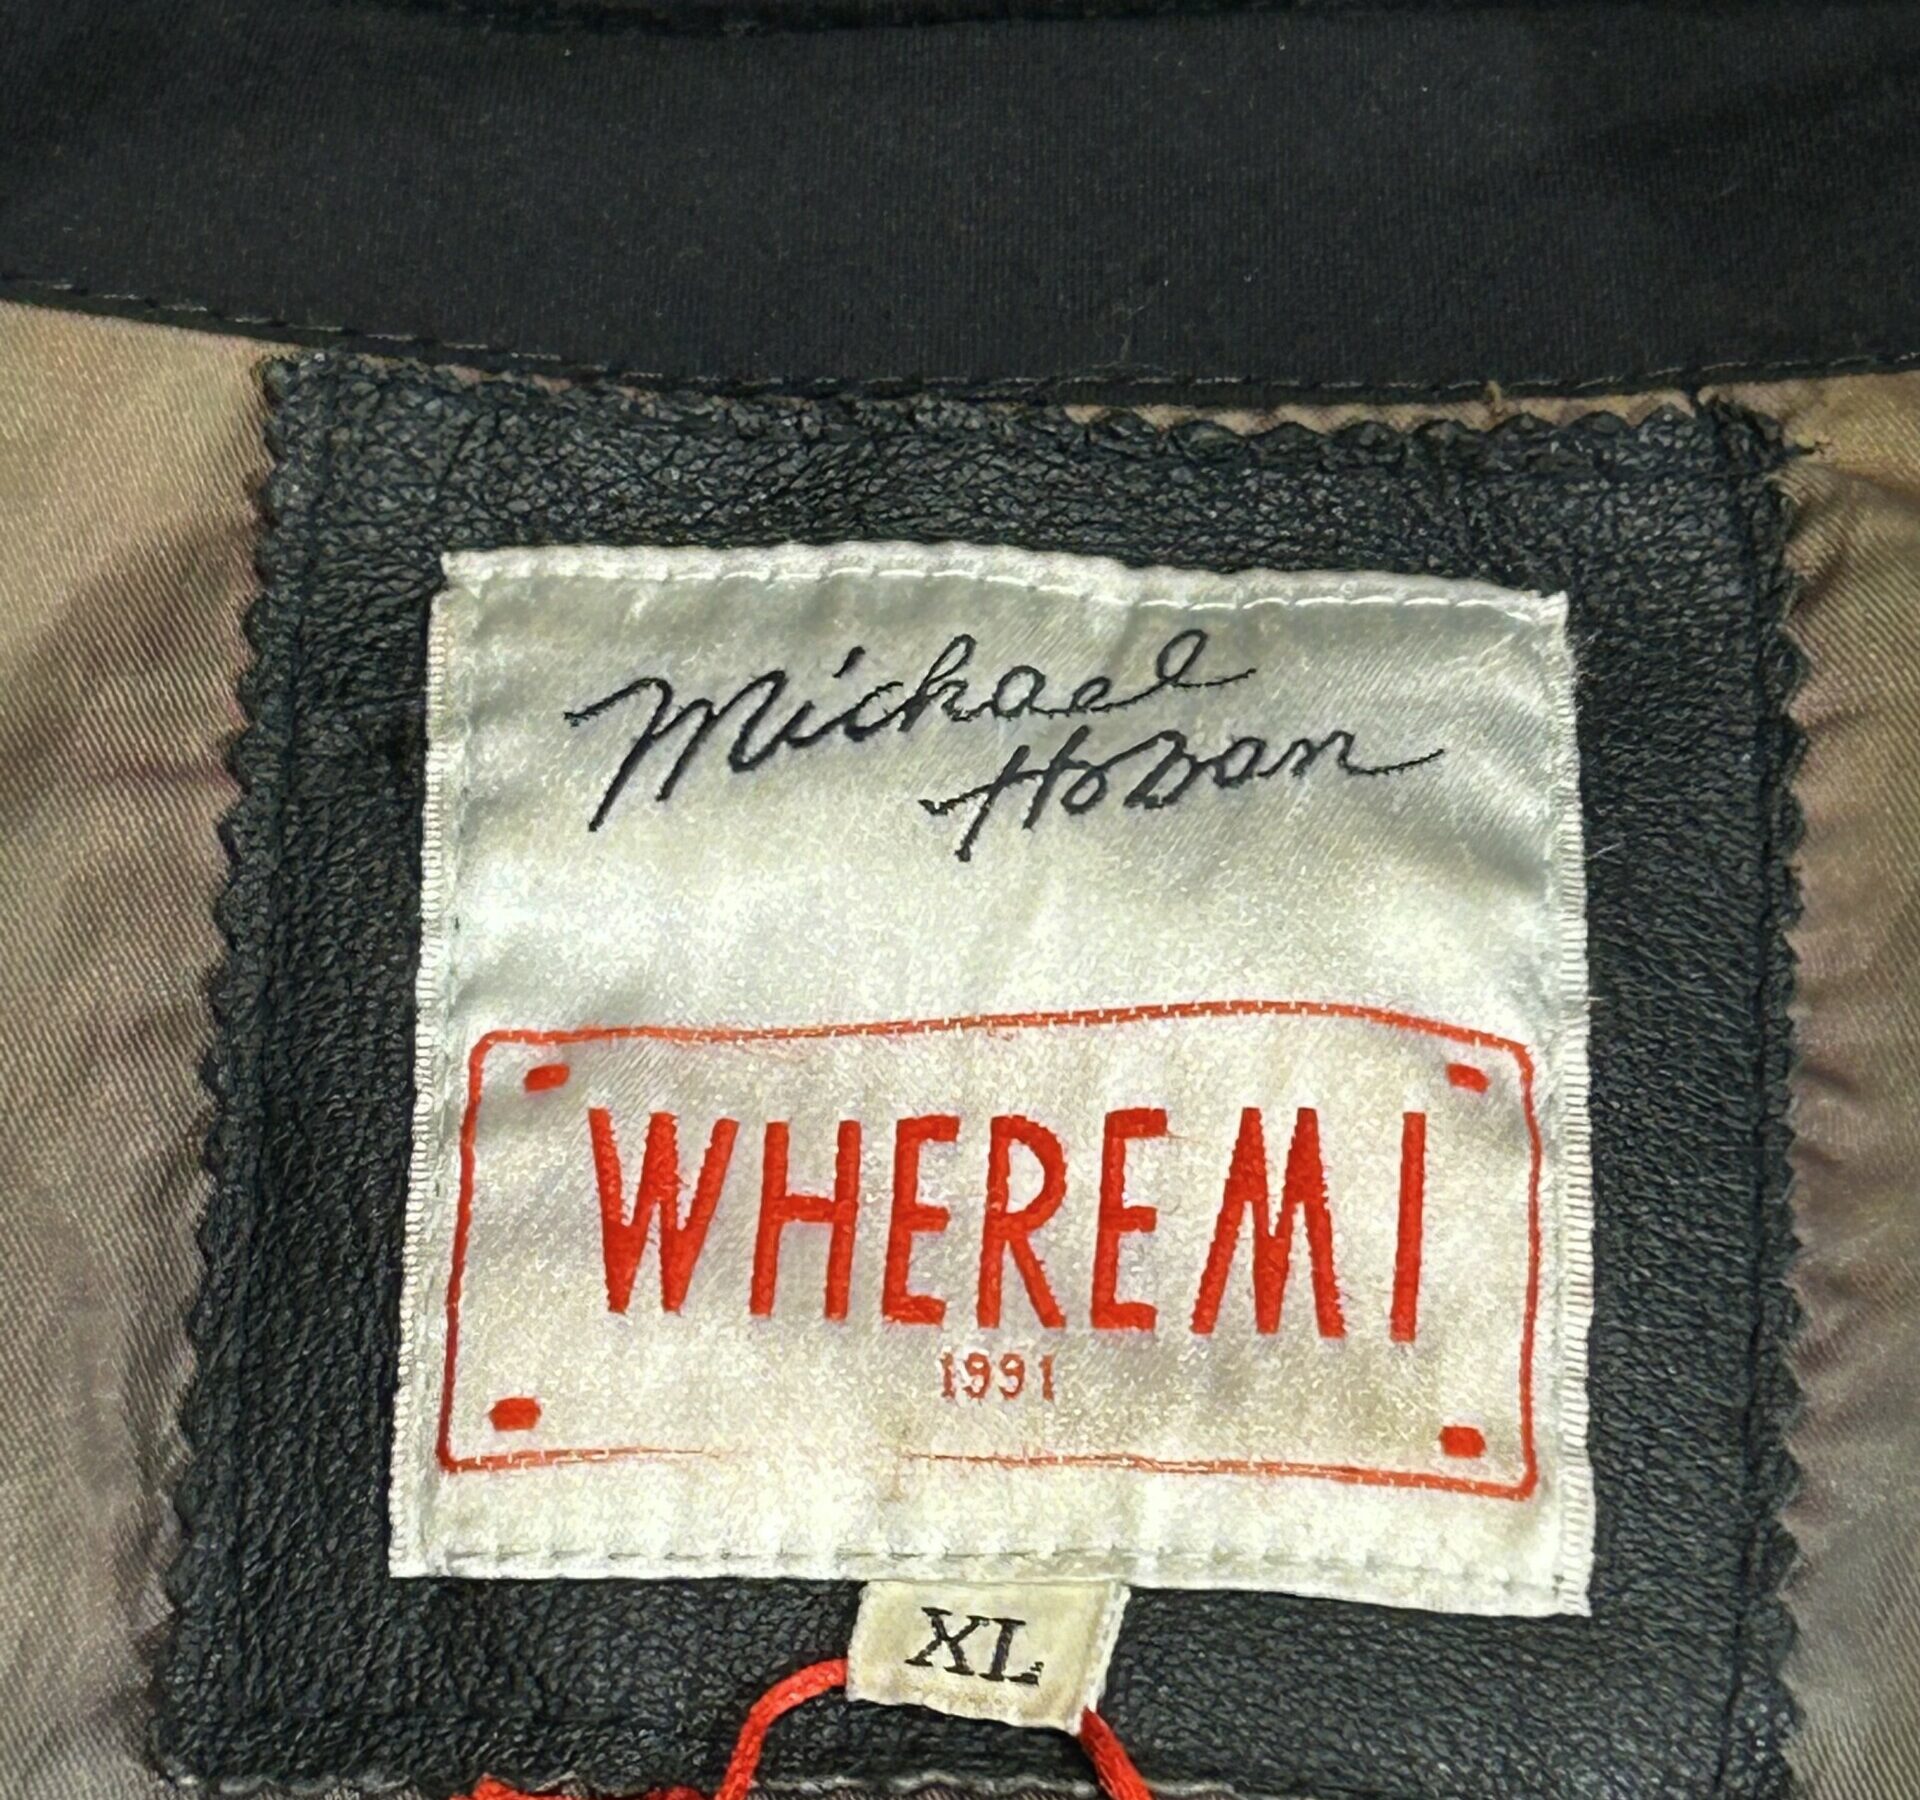 Michael
Hoban
WHEREMI
1991
XL